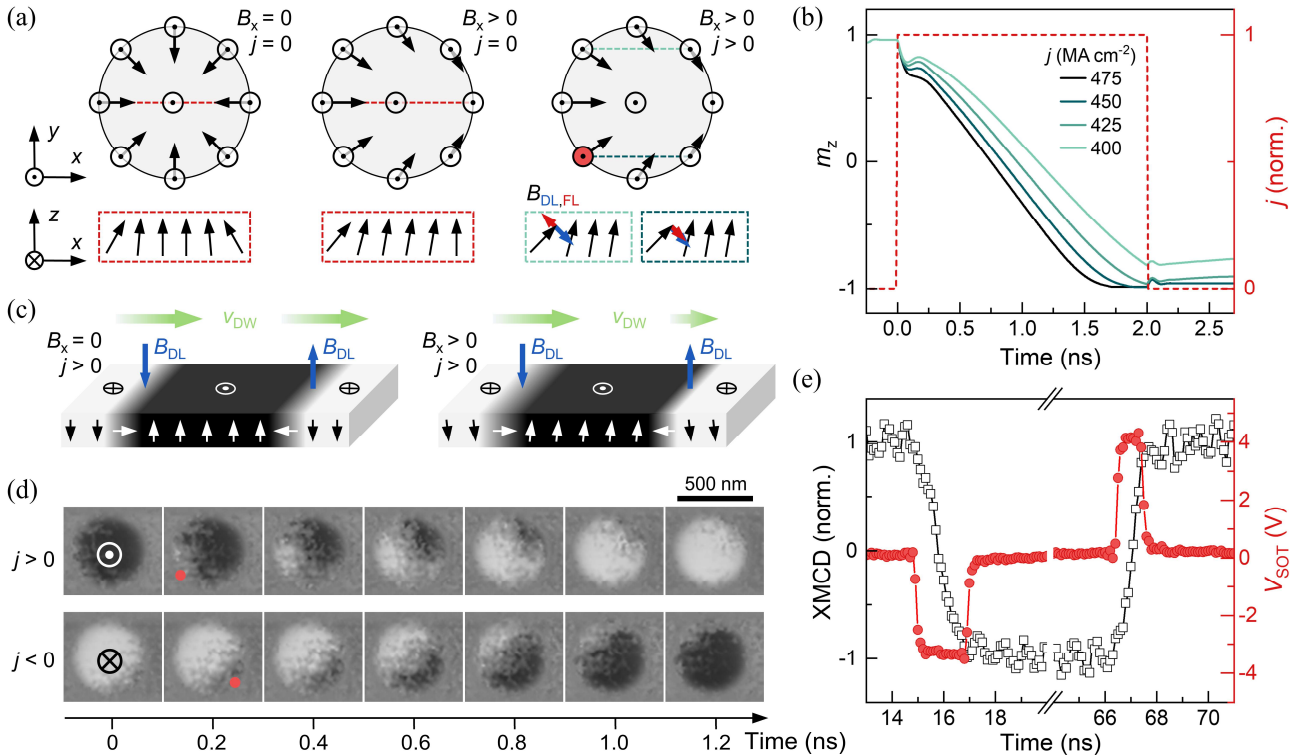 (a)
Bx = 0
j = 0
Bx > 0
j = 0
Bx > 0
j > 0
y
x
z
x
BDL,FL
(b)
mz
1
0
-1
j (MA cm-2)
475
450
425
400
1
0
j (norm.)
0.0 0.5 1.0 1.5 2.0 2.5
Time (ns)
(c)
vDW
Bx = 0
j > 0
BDL
BDL
vDW
Bx > 0
j > 0
BDL
BDL
(d)
500 nm
j > 0
j < 0
0 0.2 0.4 0.6 0.8 1.0 1.2 Time (ns)
(e)
XMCD (norm.)
1
0
-1
4
2
0
-2
-4
VSOT (V)
14 16 18 66 68 70
Time (ns)